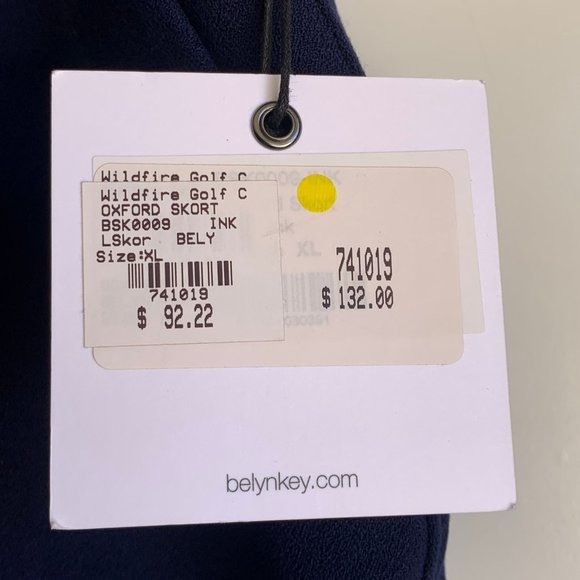 Wildfire Golf C
Wildfire Golf C
OXFORD SKORT
BSK0009 INK
LSkor BELY
Size:XL
741019
$ 92.22
741019
$ 132.00
XL
belynkey.com